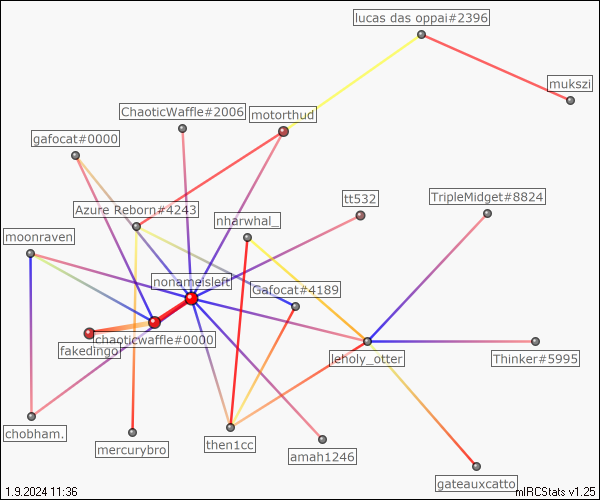 lucas das oppai#2396
mukszi
ChaoticWaffle#2006
motorthud
gafocat#0000
tt532
TripleMidget#8824
Azure Reborn#4243
nharwhal_
moonraven
nonameisleft
Gafocat#4189
chaoticwaffle#0000
fakedingo
leholy_otter
Thinker#5995
chobham.
mercurybro
then1cc
amah1246
gateauxcatto
1.9.2024 11:36
mIRCStats v1.25